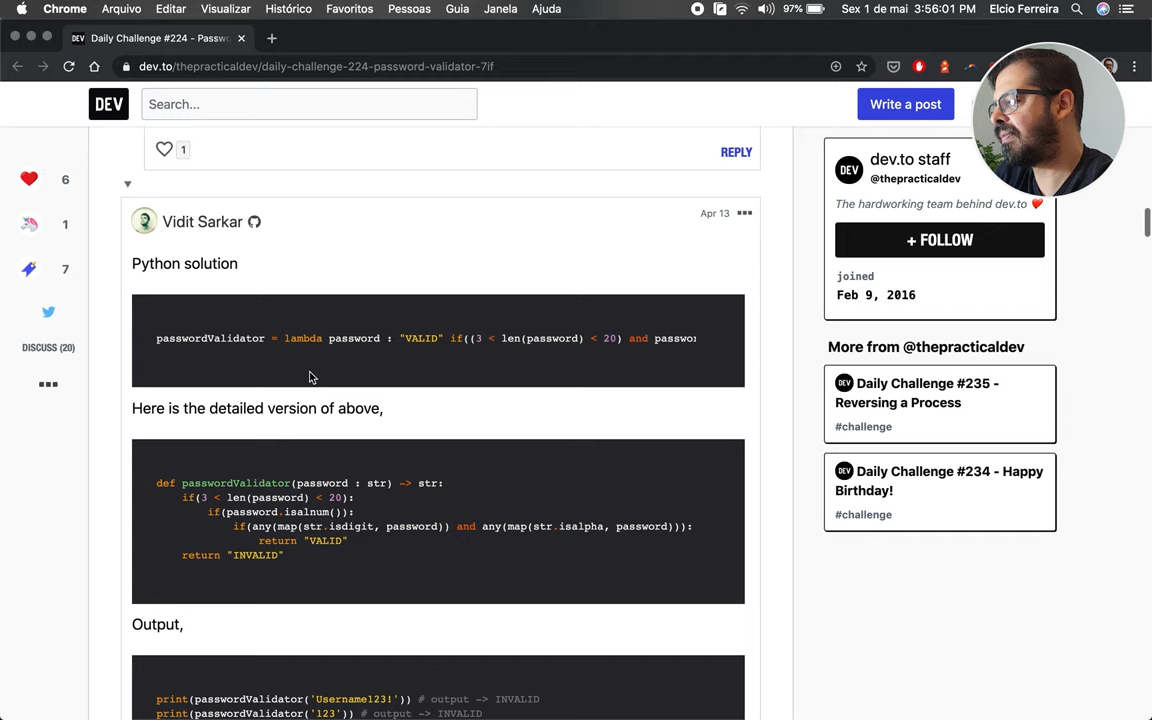 Chrome Arquivo Editar Visualizar Histórico Favoritos Pessoas Guia Janela Ajuda 97% Sex 1 de mai 3:56:01 PM Elcio Ferreira
DEV Daily Challenge #224 - Passwo
dev.to/thepracticaldev/daily-challenge-224-password-validator-7if
DEV Search... Write a post
1 REPLY
6
1
7
DISCUSS (20)
Vidit Sarkar Apr 13
Python solution
passwordValidator = lambda password : "VALID" if((3 < len(password) < 20) and passwor
Here is the detailed version of above,
def passwordValidator(password : str) -> str:
if(3 < len(password) < 20):
if(password.isalnum()):
if(any(map(str.isdigit, password)) and any(map(str.isalpha, password))):
return "VALID"
return "INVALID"
Output,
print(passwordValidator('Username123!')) # output -> INVALID
print(passwordValidator('123')) # output -> INVALID
DEV dev.to staff
@thepracticaldev
The hardworking team behind dev.to ❤️
+ FOLLOW
joined
Feb 9, 2016
More from @thepracticaldev
DEV Daily Challenge #235 -
Reversing a Process
#challenge
DEV Daily Challenge #234 - Happy
Birthday!
#challenge